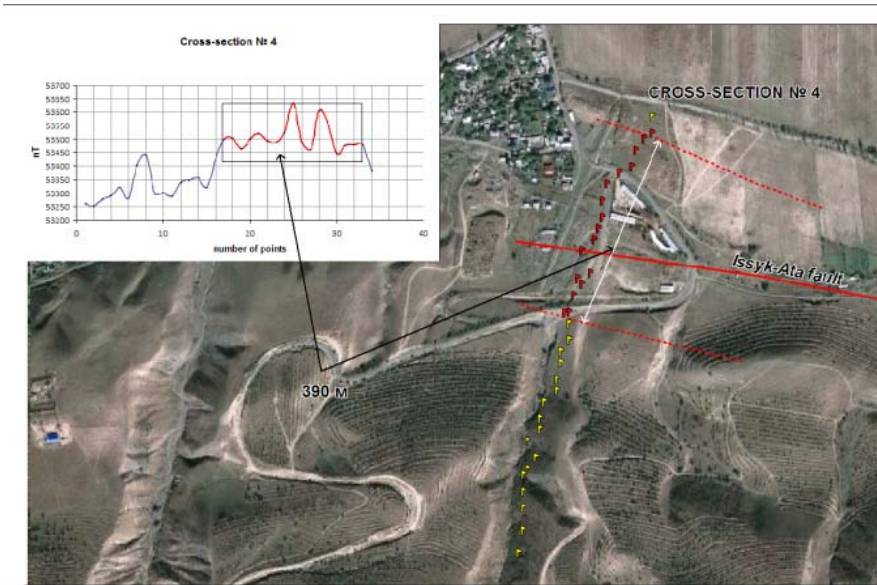 Cross-section № 4
53700
53650
53600
53550
53500
53450
53400
53350
53300
53250
53200
nT
0
10
20
30
40
number of points
CROSS-SECTION № 4
Issyk-Ata fault
390 м